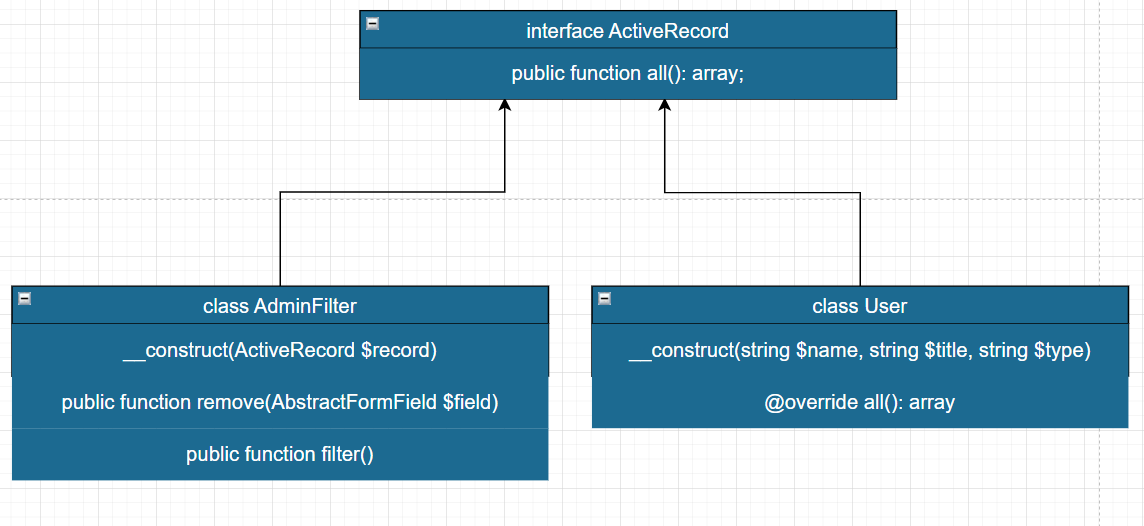 interface ActiveRecord
public function all(): array;
class AdminFilter
__construct(ActiveRecord $record)
public function remove(AbstractFormField $field)
public function filter()
class User
__construct(string $name, string $title, string $type)
@override all(): array